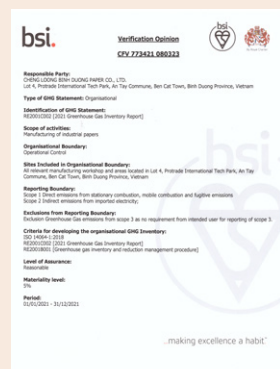 bsi.
bsi
Verification Opinion
CFV 773421 080323
Responsible Party:
CHENG LOONG BINH DUONG PAPER CO., LTD.
Lot 4, Protrade International Tech Park, An Tay Commune, Ben Cat Town, Binh Duong Province, Vietnam
Type of GHG Statement: Organisational
Identification of GHG Statement:
RE2001C002 [2021 Greenhouse Gas Inventory Report]
Scope of activities:
Manufacturing of industrial papers
Organisational Boundary:
Operational Control
Sites Included in Organisational Boundary:
All relevant manufacturing workshop and areas located in Lot 4, Protrade International Tech Park, An Tay
Commune, Ben Cat Town, Binh Duong Province, Vietnam
Reporting Boundary:
Scope 1 Direct emissions from stationary combustion, mobile combustion and fugitive emissions
Scope 2 Indirect emissions from imported electricity;
Exclusions from Reporting Boundary:
Exclusion Greenhouse Gas emissions from scope 3 as no requirement from intended user for reporting of scope 3.
Criteria for developing the organisational GHG Inventory:
ISO 14064-1:2018
RE2001C002 [2021 Greenhouse Gas Inventory Report]
RE20018001 [Greenhouse gas inventory and reduction management procedure]
Level of Assurance:
Reasonable
Materiality level:
5%
Period:
01/01/2021 - 31/12/2021
bsi
...making excellence a habit.